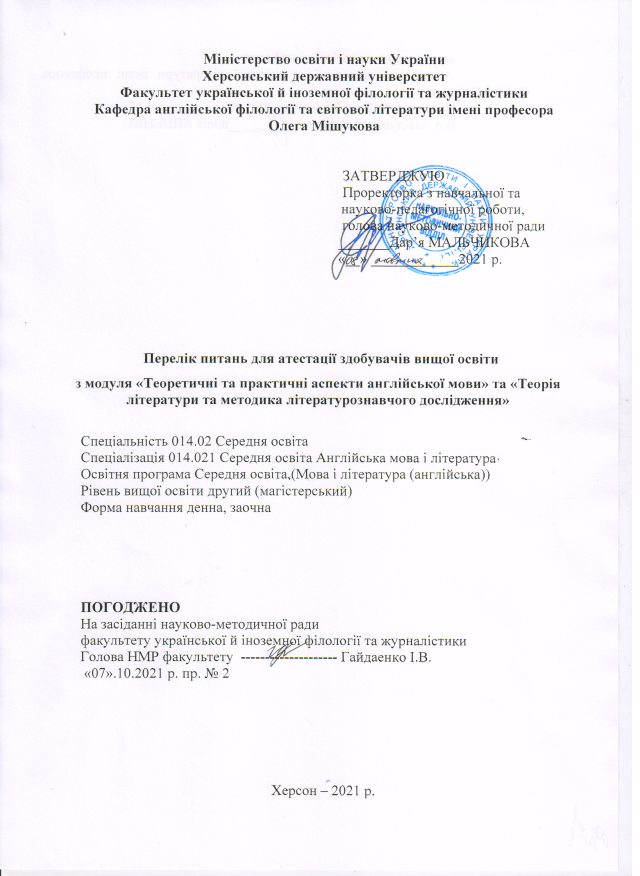 Міністерство освіти і науки України
Херсонський державний університет
Факультет української й іноземної філології та журналістики
Кафедра англійської філології та світової літератури імені професора
Олега Мішукова
ЗАТВЕРДЖУЮ
Проректорка з навчальної та
науково-педагогічної роботи,
голова науково-методичної ради
Дар'я МАЛЬЧИКОВА
«08» октября 2021 р.
НАВЧАЛЬНО-
МЕТОДИЧНИЙ
ВІДДІЛ
Перелік питань для атестації здобувачів вищої освіти
з модуля «Теоретичні та практичні аспекти англійської мови» та «Теорія
літератури та методика літературознавчого дослідження»
Спеціальність 014.02 Середня освіта
Спеціалізація 014.021 Середня освіта Англійська мова і література
Освітня програма Середня освіта,(Мова і література (англійська))
Рівень вищої освіти другий (магістерський)
Форма навчання денна, заочна
ПОГОДЖЕНО
На засіданні науково-методичної ради
факультету української й іноземної філології та журналістики
Голова НМР факультету ---------------------- Гайдаенко І.В.
«07».10.2021 р. пр. № 2
Херсон – 2021 р.